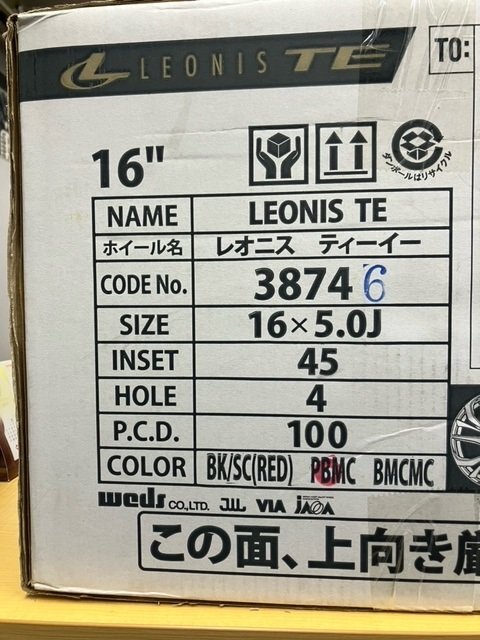 LEONIS TE
TO:
16"
ダンボールはリサイクル
NAME LEONIS TE
ホイール名 レオニス ティーイー
CODE No. 38746
SIZE 16×5.0J
INSET 45
HOLE 4
P.C.D. 100
COLOR BK/SC(RED) PBMC BMCMC
weds CO.,LTD. JWL VIA JAWA
この面、上向き厳